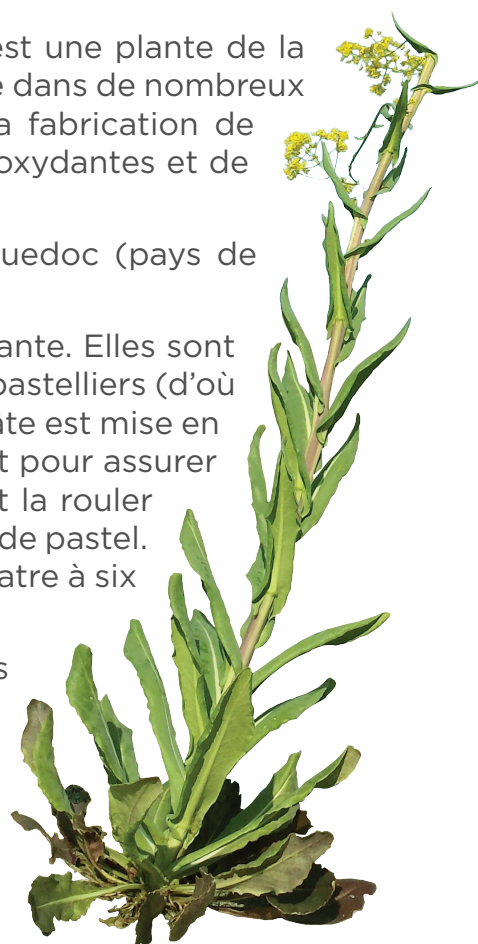 est une plante de la
dans de nombreux
a fabrication de
oxydantes et de
uedoc (pays de
ante. Elles sont
pastelliers (d’où
âte est mise en
t pour assurer
t la rouler
de pastel.
atre à six
s